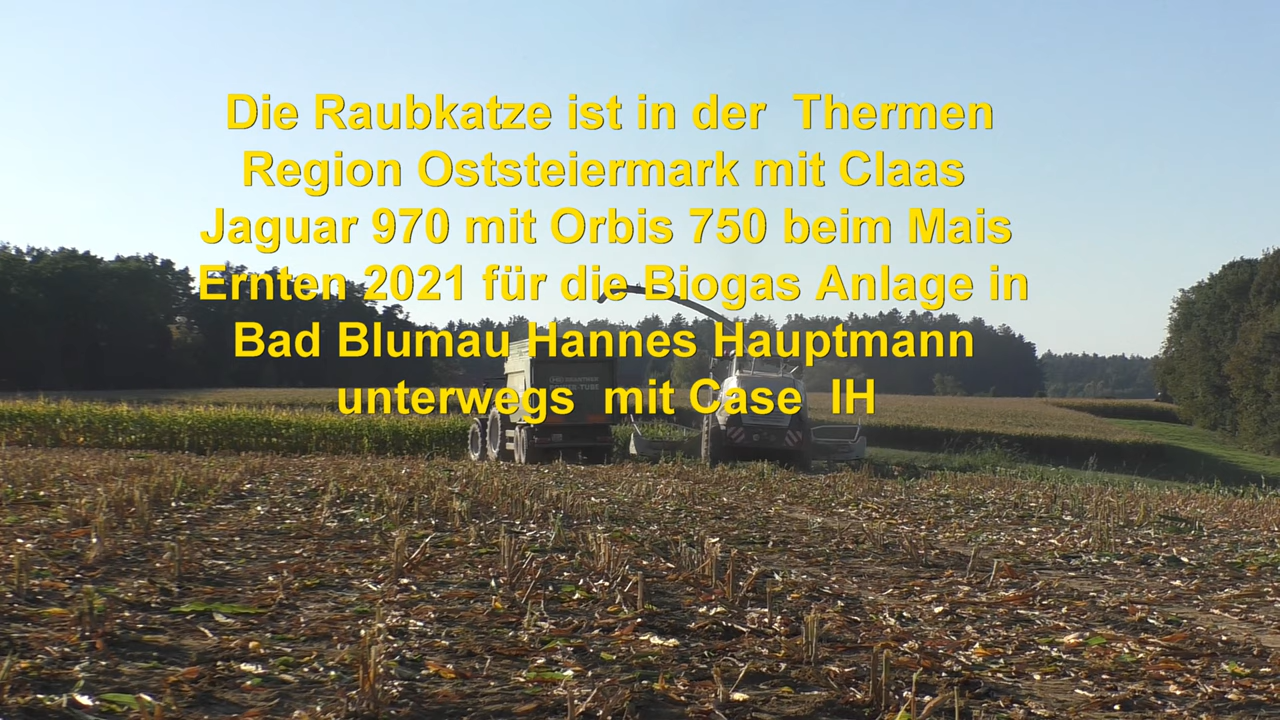 Die Raubkatze ist in der  Thermen
Region Oststeiermark mit Claas
Jaguar 970 mit Orbis 750 beim Mais
Ernten 2021 für die Biogas Anlage in
Bad Blumau Hannes Hauptmann
unterwegs  mit Case  IH